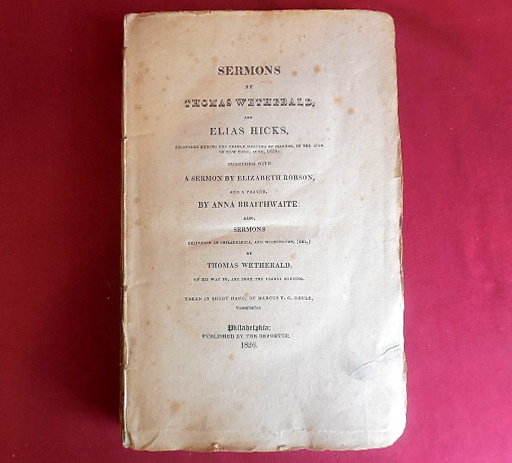 SERMONS
BY
THOMAS WETHERALD,
AND
ELIAS HICKS,
DELIVERED DURING THE YEARLY MEETING OF FRIENDS, IN THE CITY
OF NEW YORK, JUNE, 1826:
TOGETHER WITH
A SERMON BY ELIZABETH ROBSON,
AND A PRAYER,
BY ANNA BRAITHWAITE:
ALSO,
SERMONS
DELIVERED IN PHILADELPHIA, AND WILMINGTON, (DEL.)
BY
THOMAS WETHERALD,
ON HIS WAY TO, AND FROM THE YEARLY MEETING.
TAKEN IN SHORT HAND, BY MARCUS T. C. GOULD,
Stenographer.
Philadelphia:
PUBLISHED BY THE REPORTER.
1826.